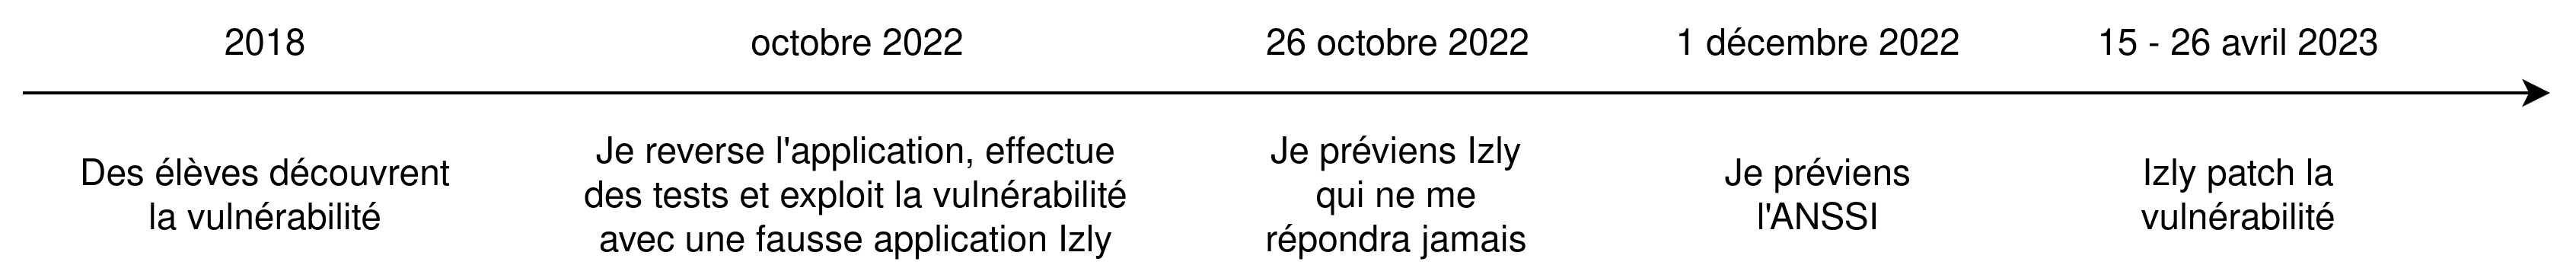 2018
octobre 2022
26 octobre 2022
1 décembre 2022
15 - 26 avril 2023
Des élèves découvrent
la vulnérabilité
Je reverse l'application, effectue
des tests et exploit la vulnérabilité
avec une fausse application Izly
Je préviens Izly
qui ne me
répondra jamais
Je préviens
l'ANSSI
Izly patch la
vulnérabilité